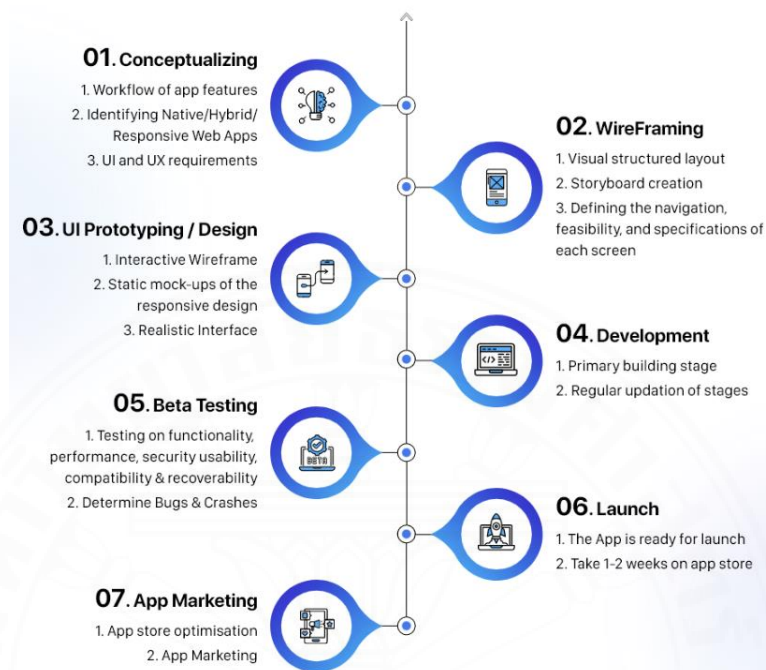 01. Conceptualizing
1. Workflow of app features
2. Identifying Native/Hybrid/
Responsive Web Apps
3. UI and UX requirements
02. WireFraming
1. Visual structured layout
2. Storyboard creation
3. Defining the navigation,
feasibility, and specifications of
each screen
03. UI Prototyping / Design
1. Interactive Wireframe
2. Static mock-ups of the
responsive design
3. Realistic Interface
04. Development
1. Primary building stage
2. Regular updation of stages
</>
05. Beta Testing
1. Testing on functionality,
performance, security usability,
compatibility & recoverability
2. Determine Bugs & Crashes
BETA
06. Launch
1. The App is ready for launch
2. Take 1-2 weeks on app store
07. App Marketing
1. App store optimisation
2. App Marketing